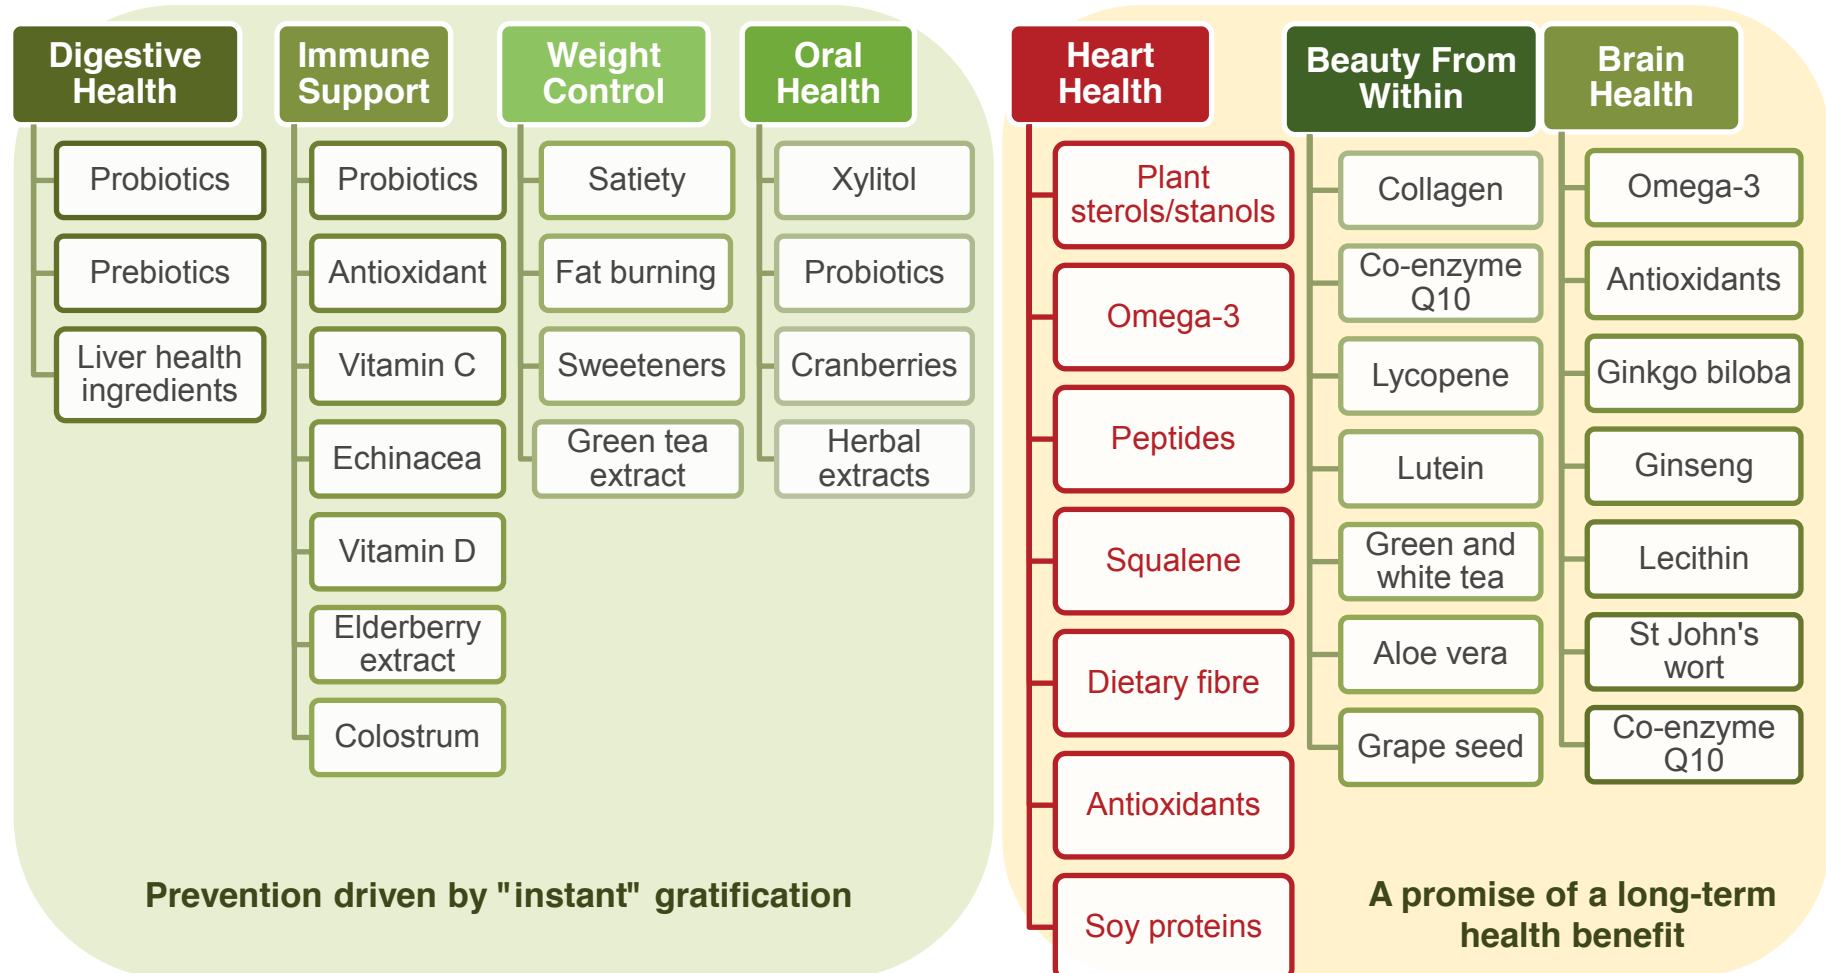 Digestive
Health
Probiotics
Prebiotics
Liver health
ingredients
Immune
Support
Probiotics
Antioxidant
Vitamin C
Echinacea
Vitamin D
Elderberry
extract
Colostrum
Weight
Control
Satiety
Fat burning
Sweeteners
Green tea
extract
Oral
Health
Xylitol
Probiotics
Cranberries
Herbal
extracts
Prevention driven by "instant" gratification
Heart
Health
Plant
sterols/stanols
Omega-3
Peptides
Squalene
Dietary fibre
Antioxidants
Soy proteins
Beauty From
Within
Collagen
Co-enzyme
Q10
Lycopene
Lutein
Green and
white tea
Aloe vera
Grape seed
Brain
Health
Omega-3
Antioxidants
Ginkgo biloba
Ginseng
Lecithin
St John's
wort
Co-enzyme
Q10
A promise of a long-term
health benefit